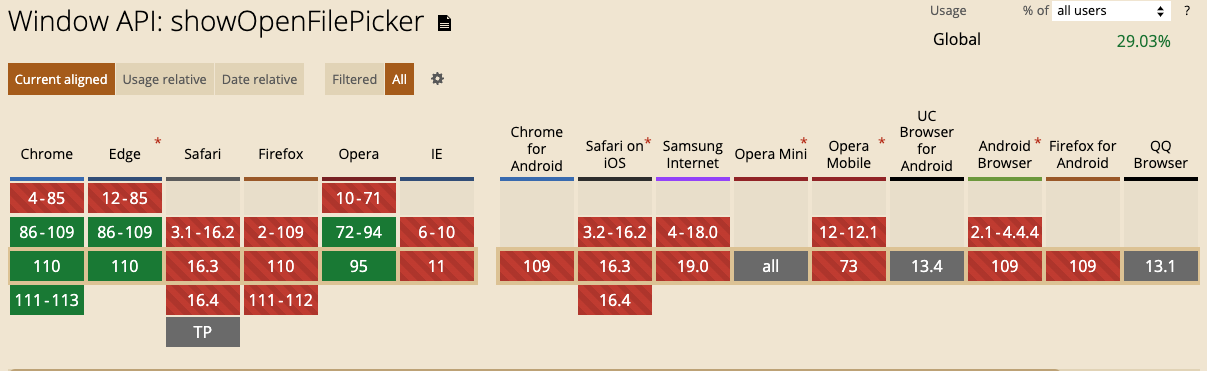 Window API: showOpenFilePicker
Usage % of all users ?
Global 29.03%
Current aligned Usage relative Date relative Filtered All
Chrome Edge * Safari Firefox Opera IE Chrome for Android Safari on iOS * Samsung Internet Opera Mini * Opera Mobile * UC Browser for Android Android Browser * Firefox for Android QQ Browser
4-85 12-85 10-71
86-109 86-109 3.1-16.2 2-109 72-94 6-10 3.2-16.2 4-18.0 12-12.1 2.1-4.4.4
110 110 16.3 110 95 11 109 16.3 19.0 all 73 13.4 109 109 13.1
111-113 16.4 111-112 16.4
TP